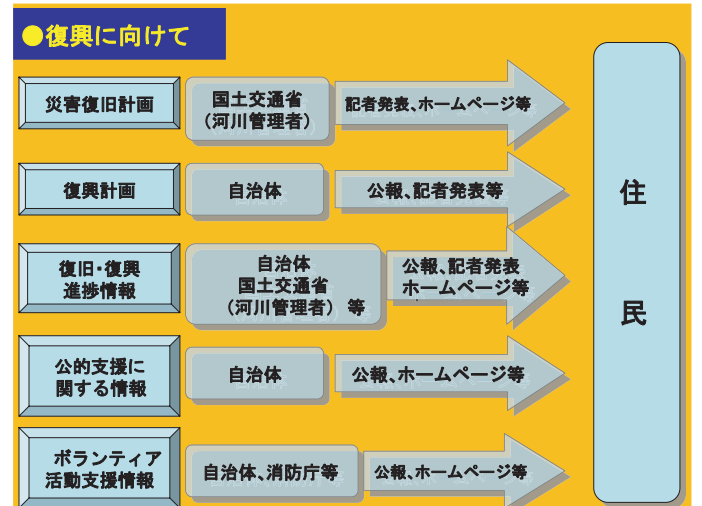 ●復興に向けて
災害復旧計画
国土交通省
（河川管理者）
記者発表、ホームページ等
復興計画
自治体
公報、記者発表等
復旧・復興
進捗情報
自治体
国土交通省
（河川管理者） 等
公報、記者発表
ホームページ等
公的支援に
関する情報
自治体
公報、ホームページ等
ボランティア
活動支援情報
自治体、消防庁等
公報、ホームページ等
住民